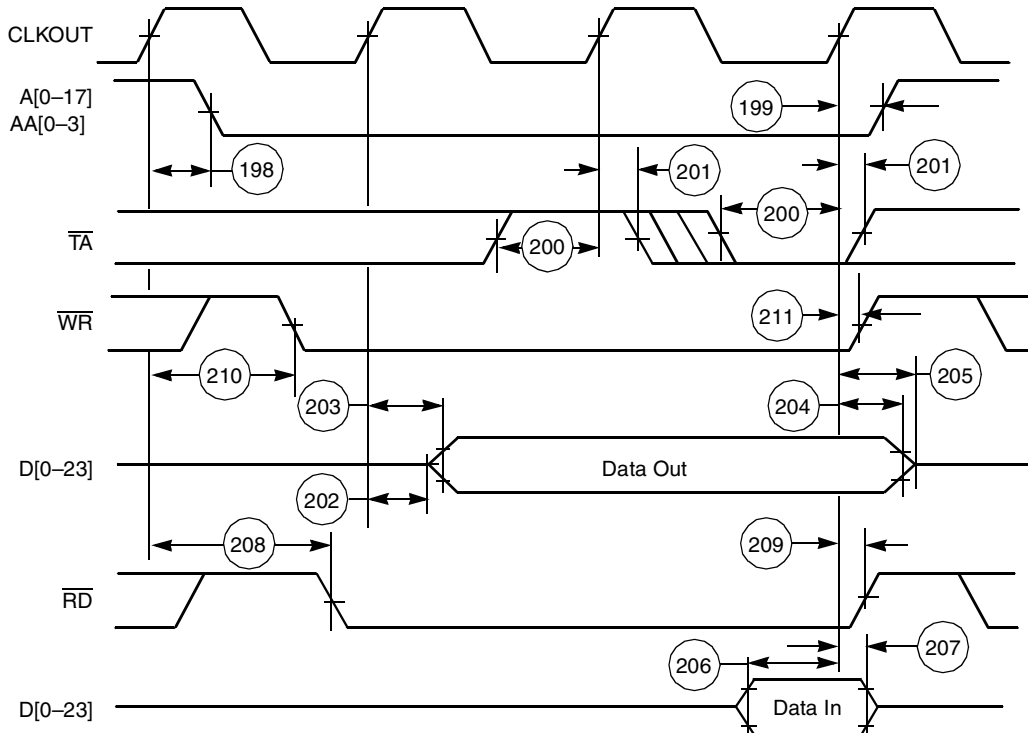 CLKOUT
A[0–17]
AA[0–3]
199
198
201
201
200
TA
200
WR
211
210
205
203
204
D[0–23]
Data Out
202
208
209
RD
207
206
D[0–23]
Data In